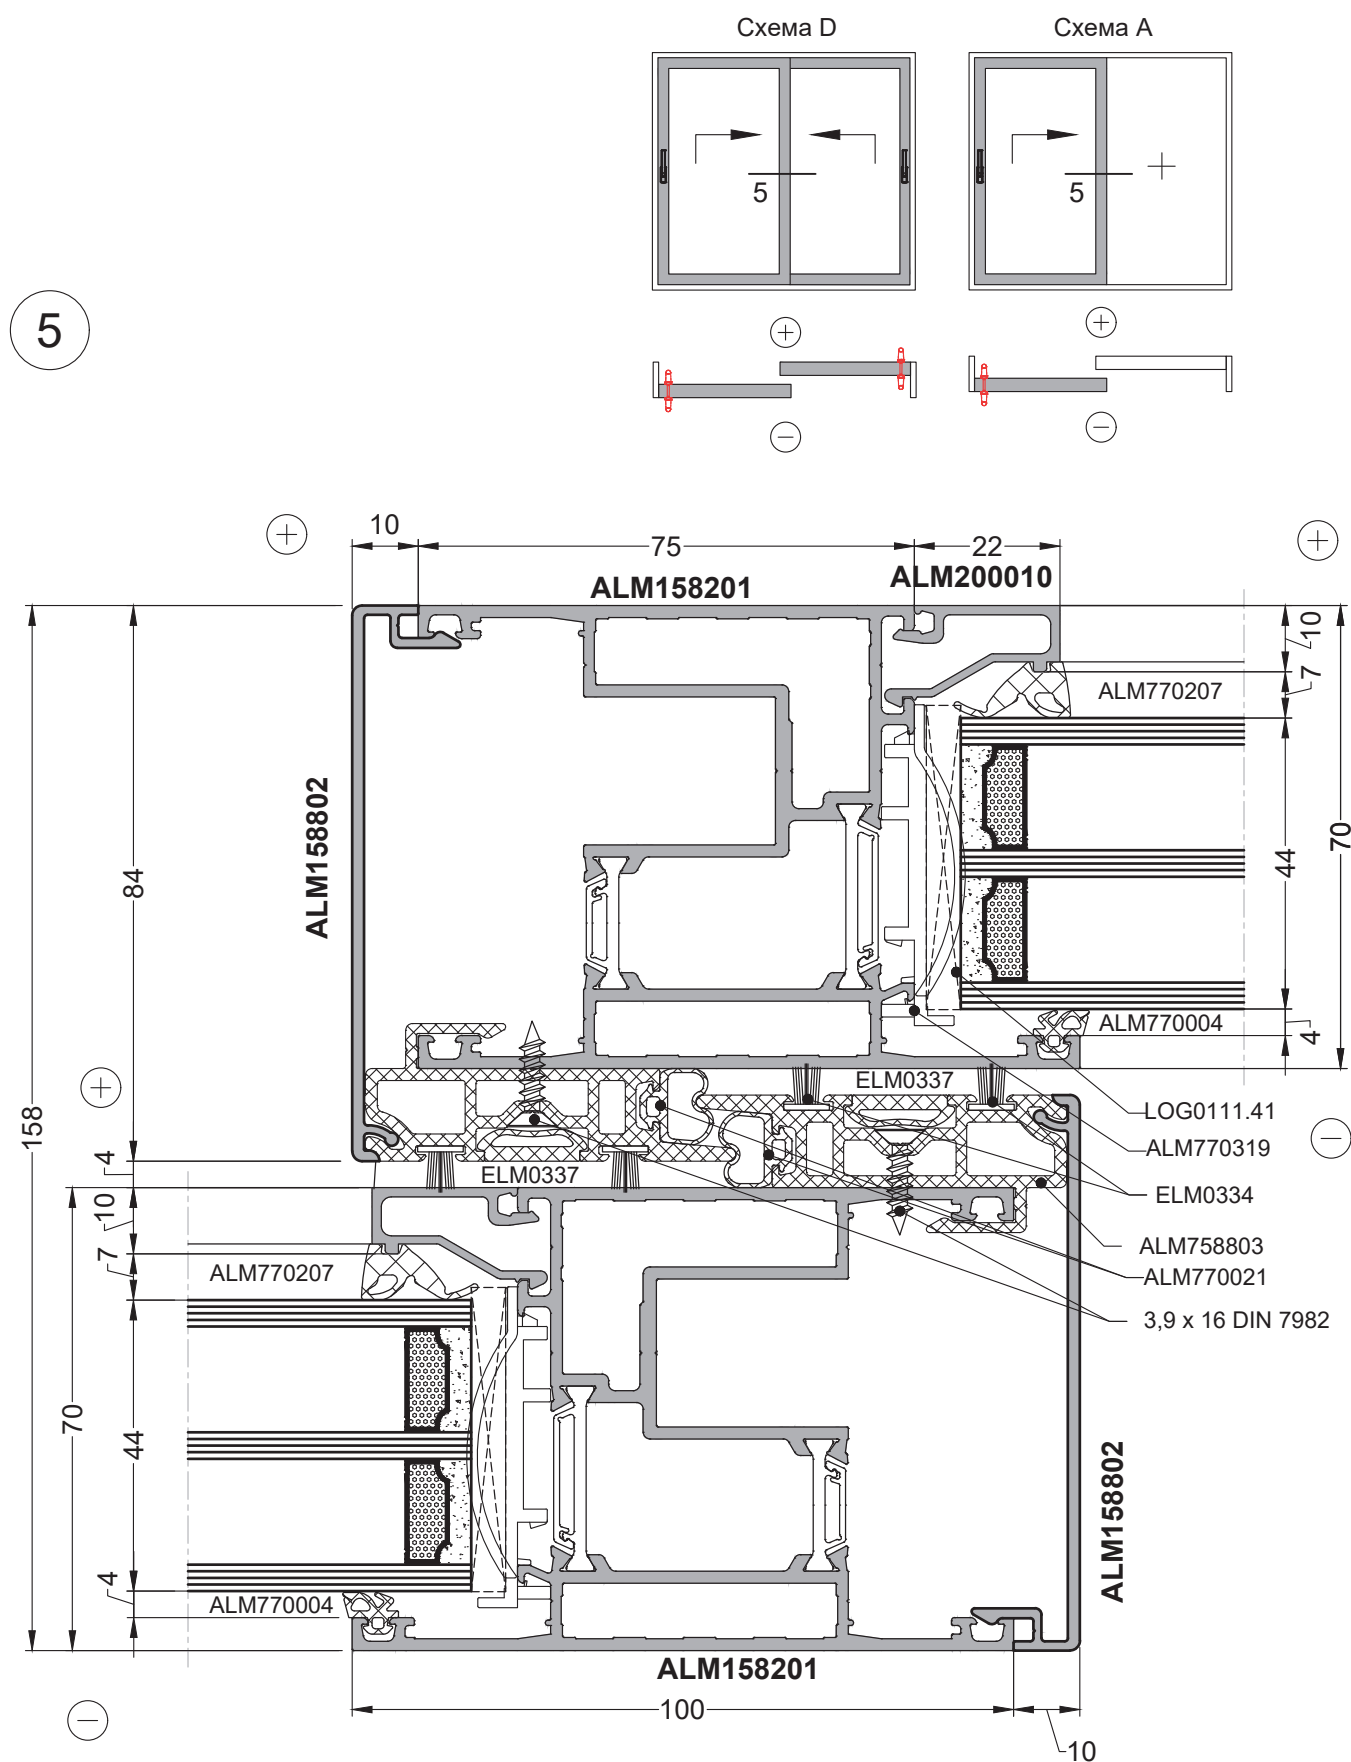 Схема D
Схема A
5
5
5
10
75
22
ALM158201
ALM200010
10
7
ALM770207
ALM158802
84
44
70
ALM770004
4
ELM0337
158
LOG0111.41
ALM770319
4
ELM0337
ELM0334
10
ALM758803
7
ALM770207
ALM770021
3,9 x 16 DIN 7982
70
44
ALM158802
4
ALM770004
ALM158201
100
10